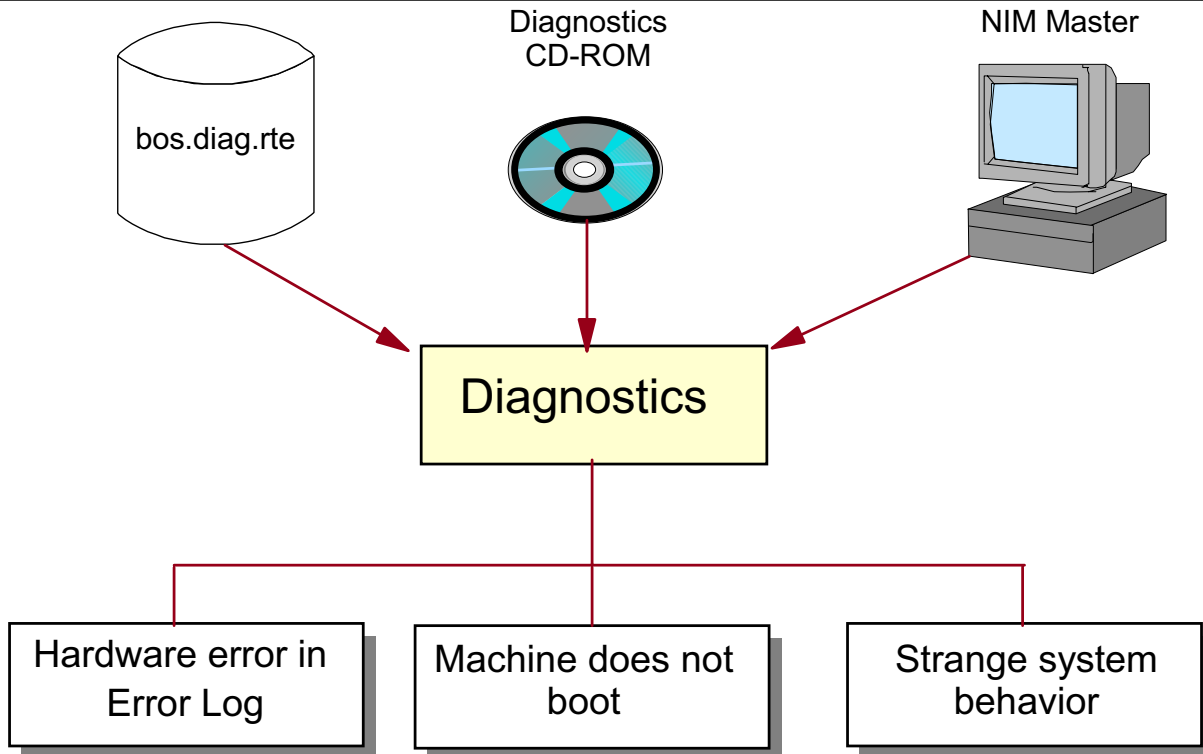 bos.diag.rte
Diagnostics
CD-ROM
NIM Master
Diagnostics
Hardware error in
Error Log
Machine does not
boot
Strange system
behavior